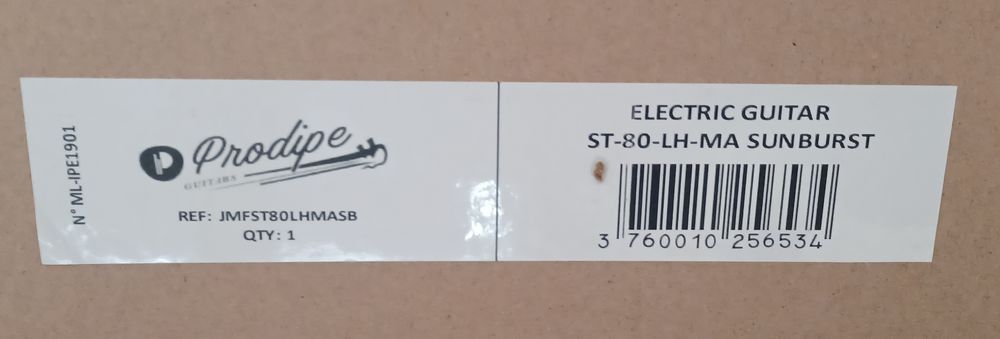 N° ML-IPE1901
Prodipe
GUITARS
REF: JMFST80LHMASB
QTY: 1
ELECTRIC GUITAR
ST-80-LH-MA SUNBURST
3 760010 256534